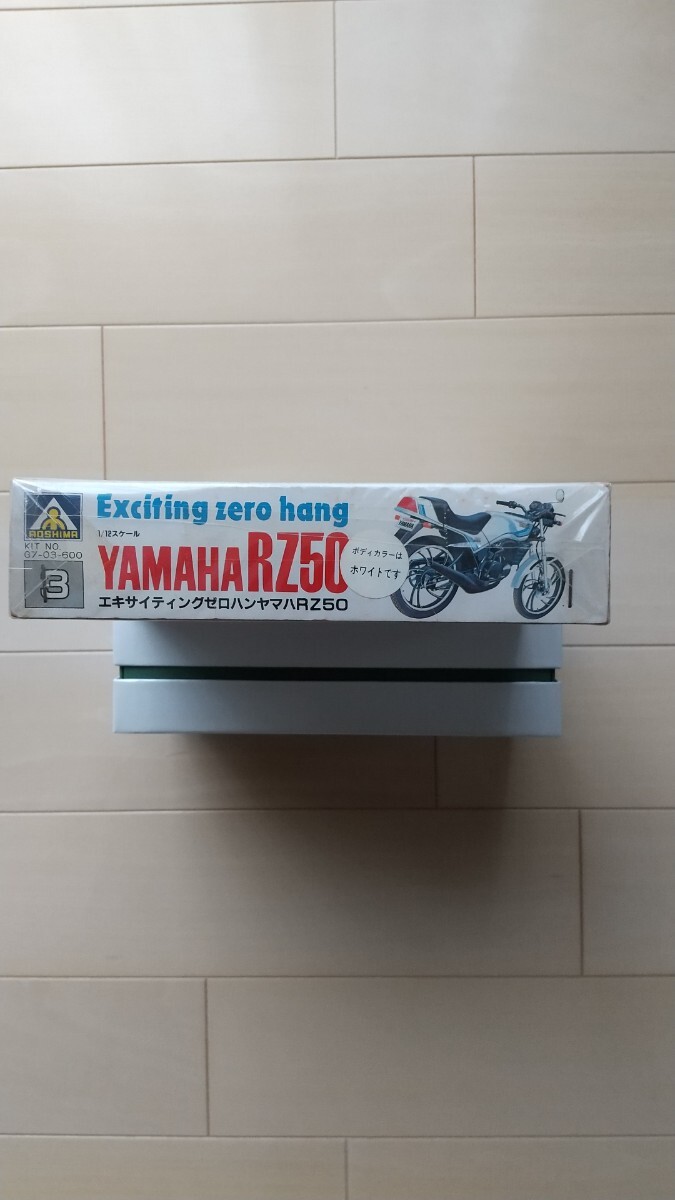 AOSHIMA
KIT NO.
G7-03-600
3
Exciting zero hang
1/12スケール
YAMAHA RZ50
エキサイティングゼロハンヤマハRZ50
ボディカラーは
ホワイトです
YAMAHA